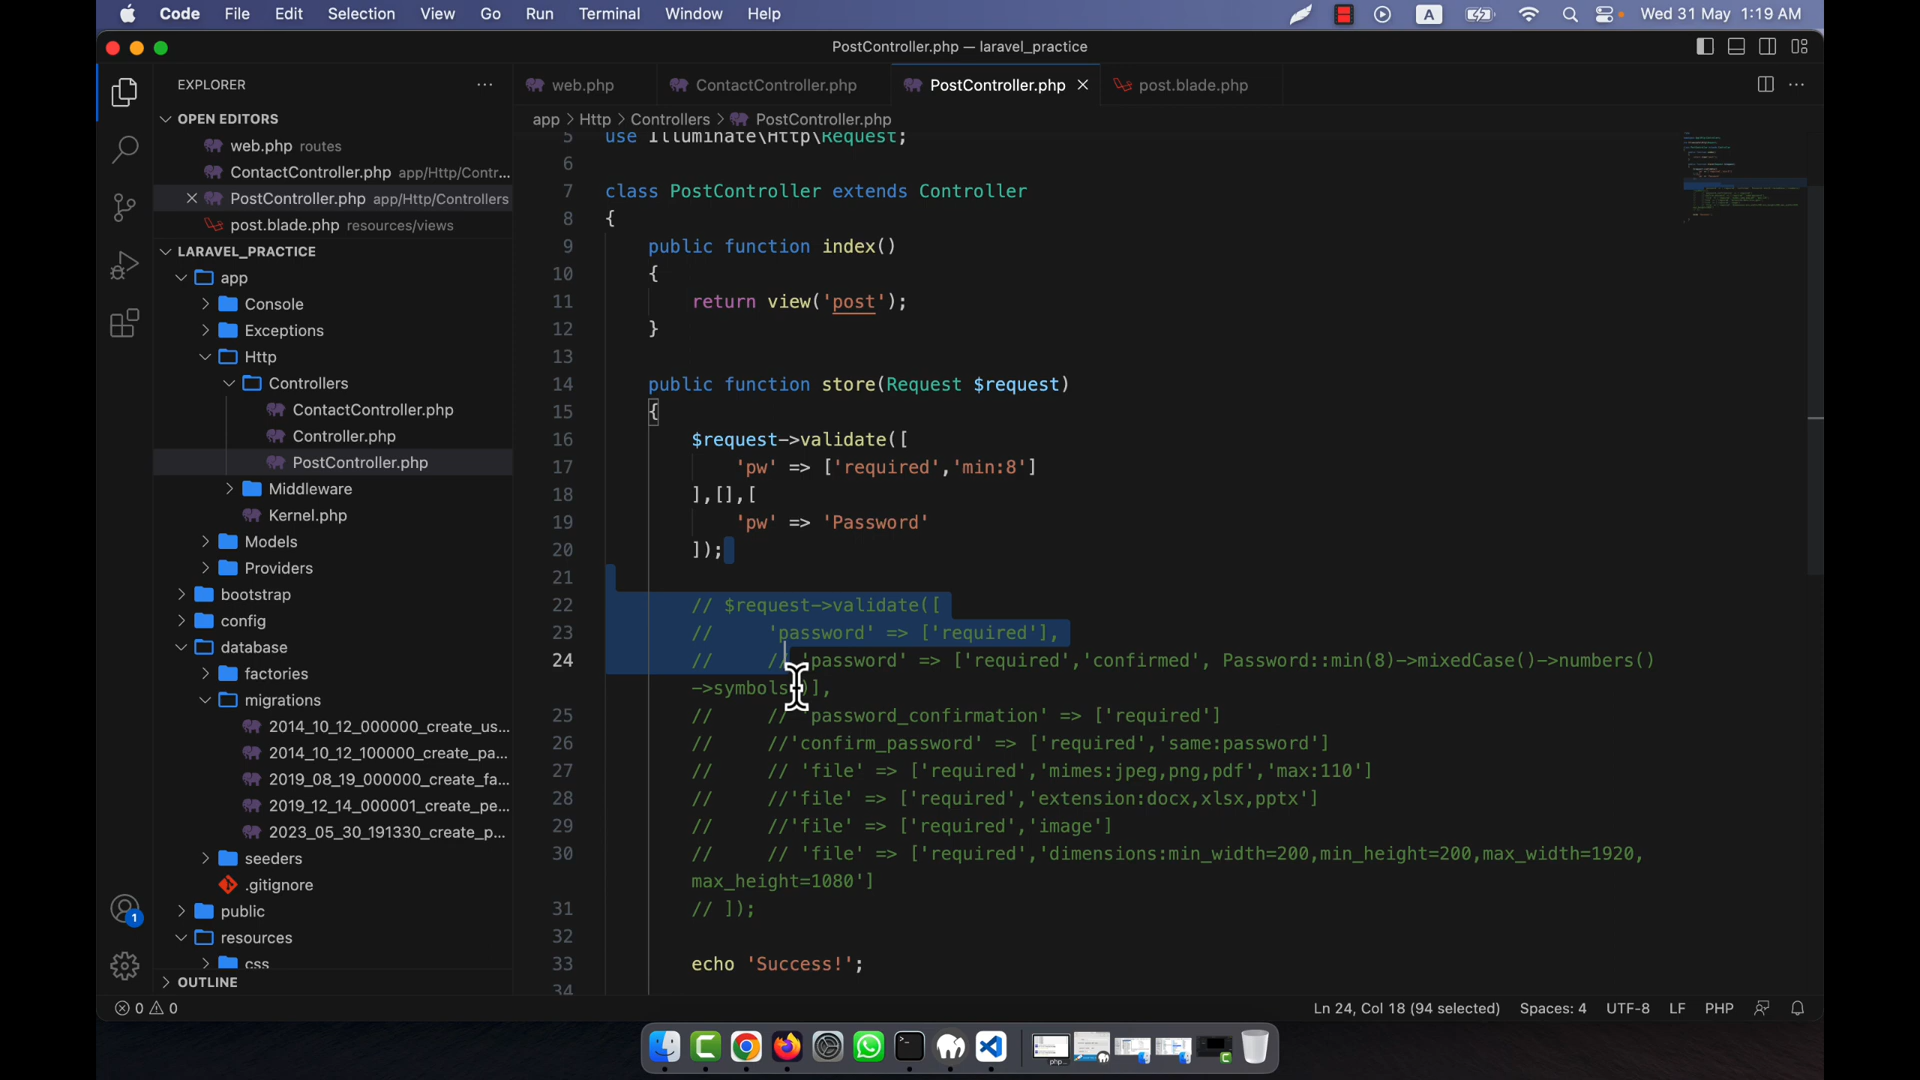 Code File Edit Selection View Go Run Terminal Window Help A Wed 31 May 1:19 AM
PostController.php — laravel_practice
EXPLORER
web.php ContactController.php PostController.php post.blade.php
OPEN EDITORS
app > Http > Controllers > PostController.php
web.php routes
ContactController.php app/Http/Contr...
PostController.php app/Http/Controllers
post.blade.php resources/views
LARAVEL_PRACTICE
app
Console
Exceptions
Http
Controllers
ContactController.php
Controller.php
PostController.php
Middleware
Kernel.php
Models
Providers
bootstrap
config
database
factories
migrations
2014_10_12_000000_create_us...
2014_10_12_100000_create_pa...
2019_08_19_000000_create_fa...
2019_12_14_000001_create_pe...
2023_05_30_191330_create_p...
seeders
.gitignore
public
resources
css
OUTLINE
5 use Illuminate\Http\Request;
6
7 class PostController extends Controller
8 {
9 public function index()
10 {
11 return view('post');
12 }
13
14 public function store(Request $request)
15 {
16 $request->validate([
17 'pw' => ['required','min:8']
18 ],[],[
19 'pw' => 'Password'
20 ]);
21
22 // $request->validate([
23 // 'password' => ['required'],
24 // // 'password' => ['required','confirmed', Password::min(8)->mixedCase()->numbers()
->symbols()],
25 // // 'password_confirmation' => ['required']
26 // //'confirm_password' => ['required','same:password']
27 // // 'file' => ['required','mimes:jpeg,png,pdf','max:110']
28 // //'file' => ['required','extension:docx,xlsx,pptx']
29 // //'file' => ['required','image']
30 // // 'file' => ['required','dimensions:min_width=200,min_height=200,max_width=1920,
max_height=1080']
31 // ]);
32
33 echo 'Success!';
34
1
0 0 Ln 24, Col 18 (94 selected) Spaces: 4 UTF-8 LF PHP